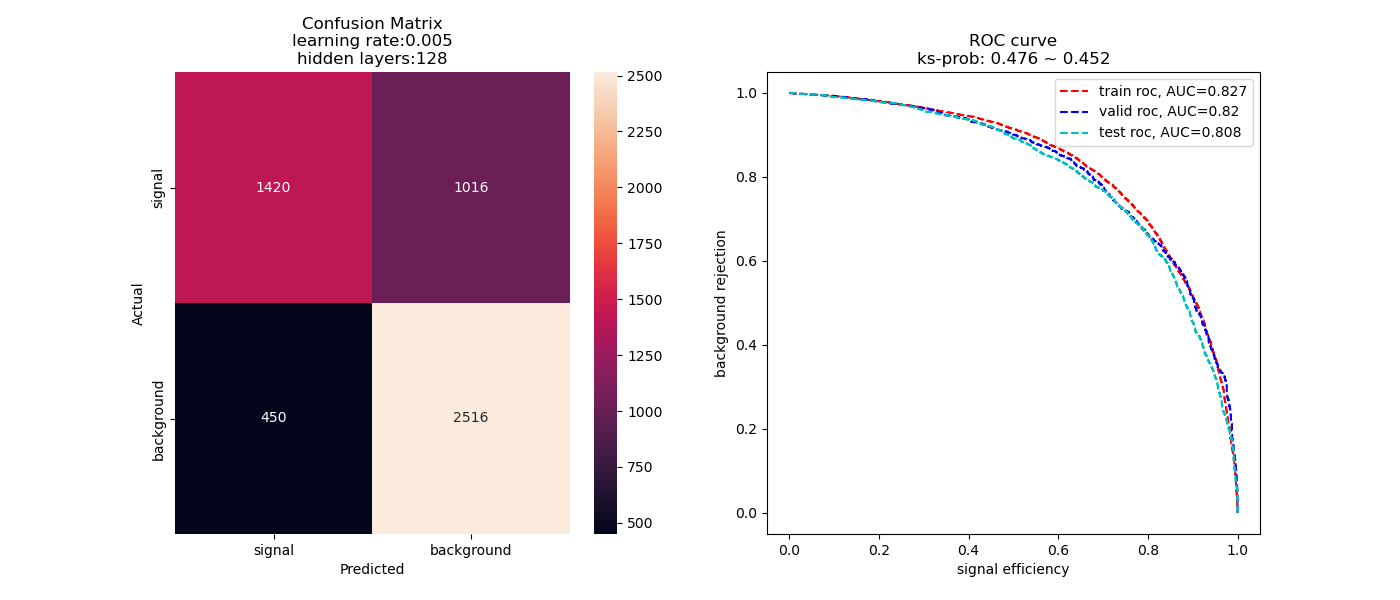 Confusion Matrix
learning rate:0.005
hidden layers:128
signal
background
Actual
1420
1016
450
2516
signal
background
Predicted
2500
2250
2000
1750
1500
1250
1000
750
500
ROC curve
ks-prob: 0.476 ~ 0.452
train roc, AUC=0.827
valid roc, AUC=0.82
test roc, AUC=0.808
background rejection
1.0
0.8
0.6
0.4
0.2
0.0
0.0
0.2
0.4
0.6
0.8
1.0
signal efficiency